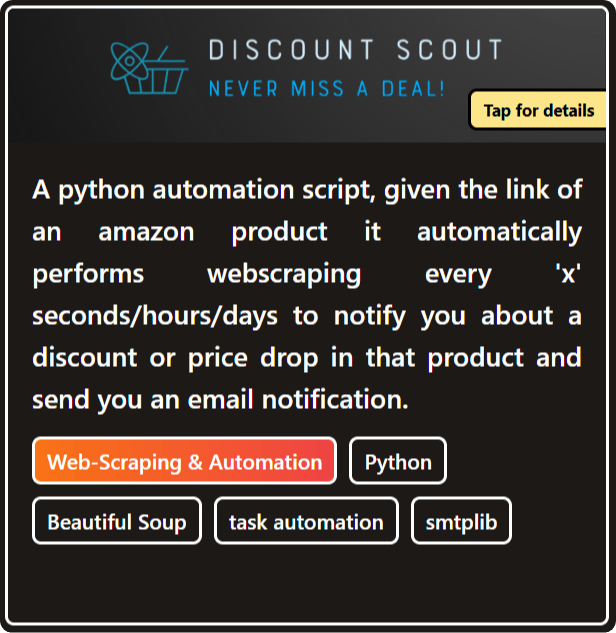 DISCOUNT SCOUT
NEVER MISS A DEAL!
Tap for details
A python automation script, given the link of
an amazon product it automatically
performs webscraping every 'x'
seconds/hours/days to notify you about a
discount or price drop in that product and
send you an email notification.
Web-Scraping & Automation Python
Beautiful Soup task automation smtplib